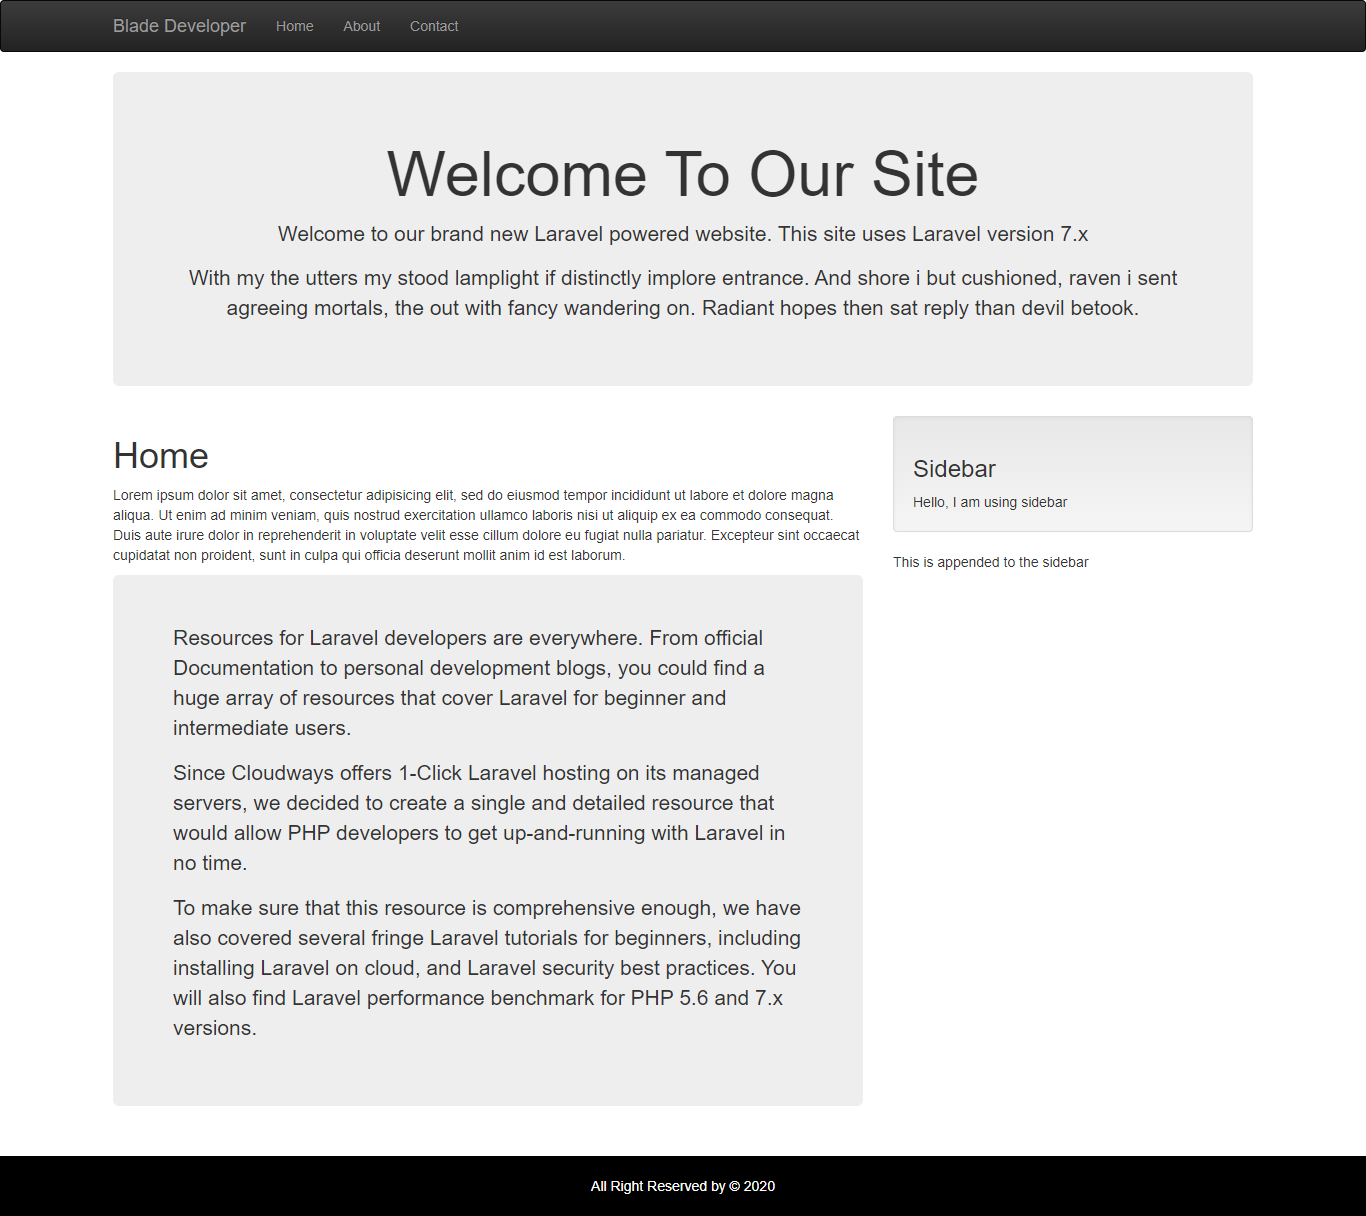 Blade Developer Home About Contact
Welcome To Our Site
Welcome to our brand new Laravel powered website. This site uses Laravel version 7.x
With my the utters my stood lamplight if distinctly implore entrance. And shore i but cushioned, raven i sent
agreeing mortals, the out with fancy wandering on. Radiant hopes then sat reply than devil betook.
Home
Lorem ipsum dolor sit amet, consectetur adipisicing elit, sed do eiusmod tempor incididunt ut labore et dolore magna
aliqua. Ut enim ad minim veniam, quis nostrud exercitation ullamco laboris nisi ut aliquip ex ea commodo consequat.
Duis aute irure dolor in reprehenderit in voluptate velit esse cillum dolore eu fugiat nulla pariatur. Excepteur sint occaecat
cupidatat non proident, sunt in culpa qui officia deserunt mollit anim id est laborum.
Resources for Laravel developers are everywhere. From official
Documentation to personal development blogs, you could find a
huge array of resources that cover Laravel for beginner and
intermediate users.
Since Cloudways offers 1-Click Laravel hosting on its managed
servers, we decided to create a single and detailed resource that
would allow PHP developers to get up-and-running with Laravel in
no time.
To make sure that this resource is comprehensive enough, we have
also covered several fringe Laravel tutorials for beginners, including
installing Laravel on cloud, and Laravel security best practices. You
will also find Laravel performance benchmark for PHP 5.6 and 7.x
versions.
Sidebar
Hello, I am using sidebar
This is appended to the sidebar
All Right Reserved by © 2020